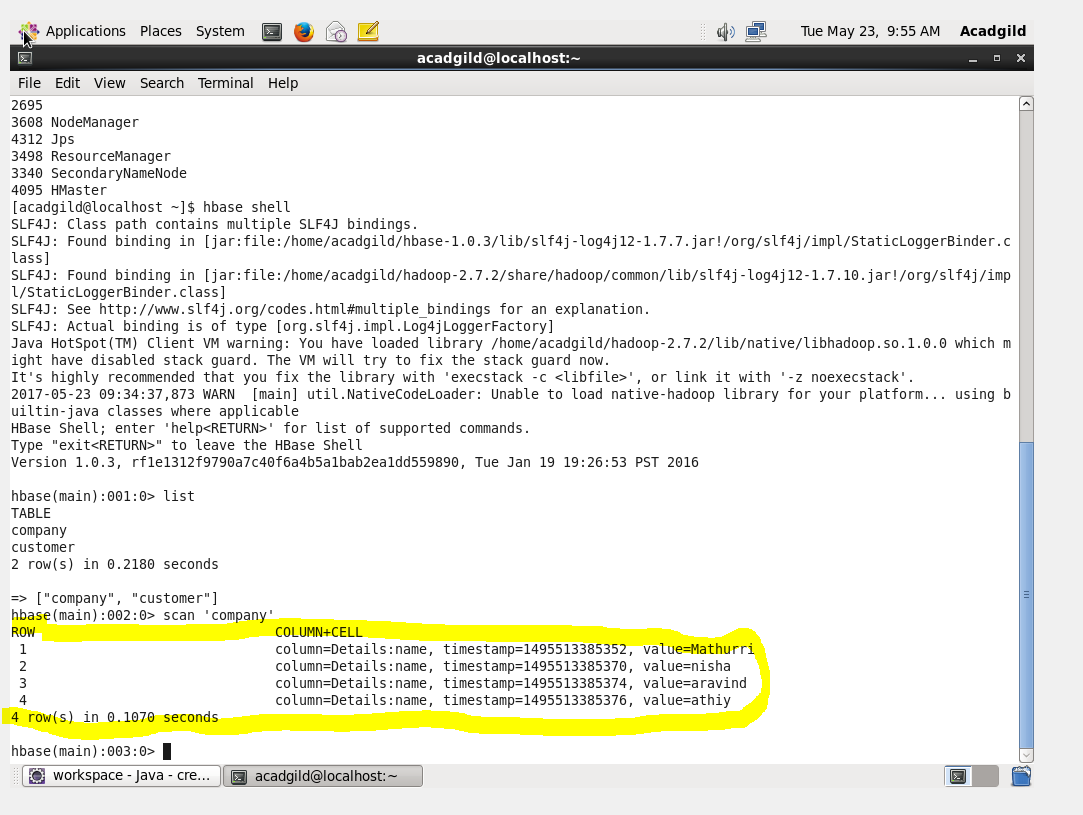 Applications Places System Tue May 23, 9:55 AM Acadgild
acadgild@localhost:~
File Edit View Search Terminal Help
2695
3608 NodeManager
4312 Jps
3498 ResourceManager
3340 SecondaryNameNode
4095 HMaster
[acadgild@localhost ~]$ hbase shell
SLF4J: Class path contains multiple SLF4J bindings.
SLF4J: Found binding in [jar:file:/home/acadgild/hbase-1.0.3/lib/slf4j-log4j12-1.7.7.jar!/org/slf4j/impl/StaticLoggerBinder.c
lass]
SLF4J: Found binding in [jar:file:/home/acadgild/hadoop-2.7.2/share/hadoop/common/lib/slf4j-log4j12-1.7.10.jar!/org/slf4j/imp
l/StaticLoggerBinder.class]
SLF4J: See http://www.slf4j.org/codes.html#multiple_bindings for an explanation.
SLF4J: Actual binding is of type [org.slf4j.impl.Log4jLoggerFactory]
Java HotSpot(TM) Client VM warning: You have loaded library /home/acadgild/hadoop-2.7.2/lib/native/libhadoop.so.1.0.0 which m
ight have disabled stack guard. The VM will try to fix the stack guard now.
It's highly recommended that you fix the library with 'execstack -c <libfile>', or link it with '-z noexecstack'.
2017-05-23 09:34:37,873 WARN  [main] util.NativeCodeLoader: Unable to load native-hadoop library for your platform... using b
uiltin-java classes where applicable
HBase Shell; enter 'help<RETURN>' for list of supported commands.
Type "exit<RETURN>" to leave the HBase Shell
Version 1.0.3, rf1e1312f9790a7c40f6a4b5a1bab2ea1dd559890, Tue Jan 19 19:26:53 PST 2016
hbase(main):001:0> list
TABLE
company
customer
2 row(s) in 0.2180 seconds
=> ["company", "customer"]
hbase(main):002:0> scan 'company'
ROW COLUMN+CELL
1 column=Details:name, timestamp=1495513385352, value=Mathurri
2 column=Details:name, timestamp=1495513385370, value=nisha
3 column=Details:name, timestamp=1495513385374, value=aravind
4 column=Details:name, timestamp=1495513385376, value=athiy
4 row(s) in 0.1070 seconds
hbase(main):003:0>
workspace - Java - cre... acadgild@localhost:~